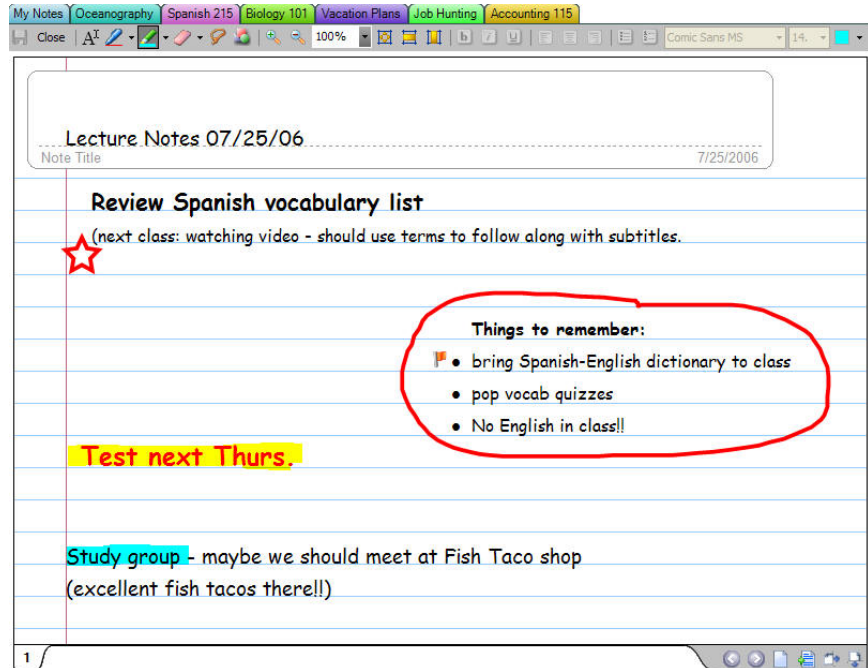 My Notes Oceanography Spanish 215 Biology 101 Vacation Plans Job Hunting Accounting 115
Close 100% b i U Comic Sans MS 14.
Lecture Notes 07/25/06
Note Title 7/25/2006
Review Spanish vocabulary list
(next class: watching video - should use terms to follow along with subtitles.
Things to remember:
• bring Spanish-English dictionary to class
• pop vocab quizzes
• No English in class!!
Test next Thurs.
Study group - maybe we should meet at Fish Taco shop
(excellent fish tacos there!!)
1